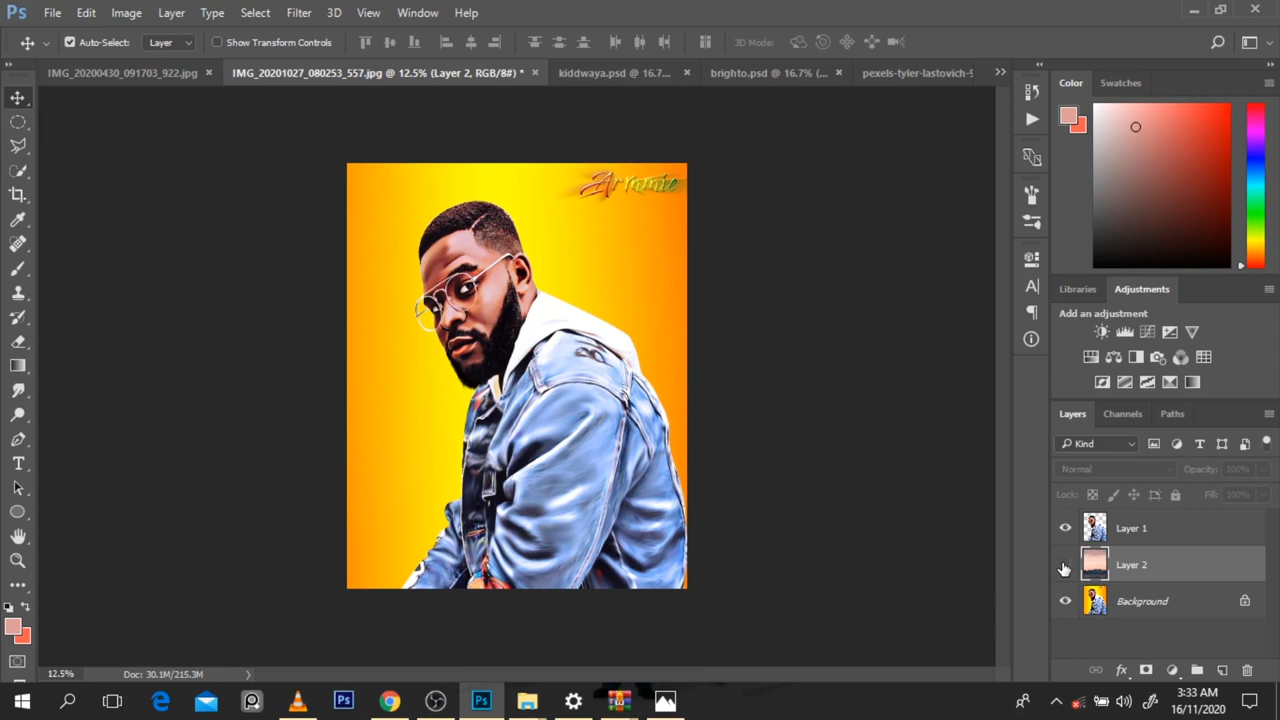 Ps File Edit Image Layer Type Select Filter 3D View Window Help
Auto-Select: Layer Show Transform Controls 3D Mode:
IMG_20200430_091703_922.jpg × IMG_20201027_080253_557.jpg @ 12.5% (Layer 2, RGB/8#) * × kiddwaya.psd @ 16.7... × brighto.psd @ 16.7% (... × pexels-tyler-lastovich-9
Color Swatches
Armmie
Libraries Adjustments
Add an adjustment
Layers Channels Paths
Kind
Normal Opacity: 100%
Lock: Fill: 100%
Layer 1
Layer 2
Background
12.5% Doc: 30.1M/215.3M
fx
3:33 AM
16/11/2020